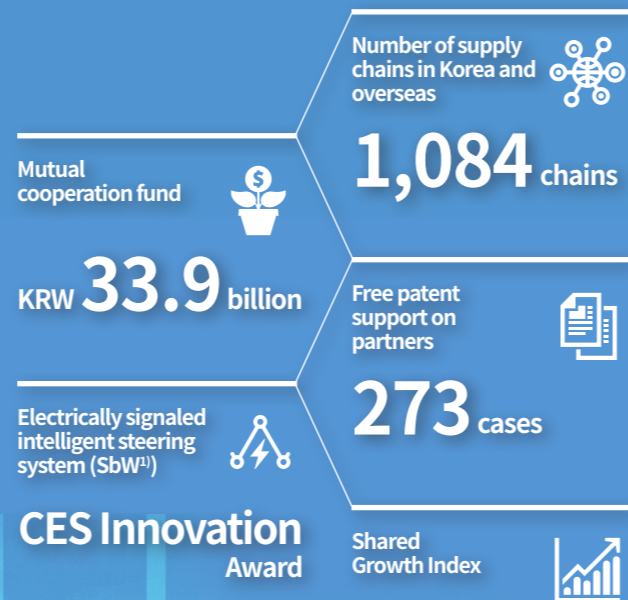 Number of supply
chains in Korea and
overseas
1,084 chains
Mutual
cooperation fund
$
KRW 33.9 billion
Free patent
support on
partners
273 cases
Electrically signaled
intelligent steering
system (SbW¹⁾)
CES Innovation
Award
Shared
Growth Index